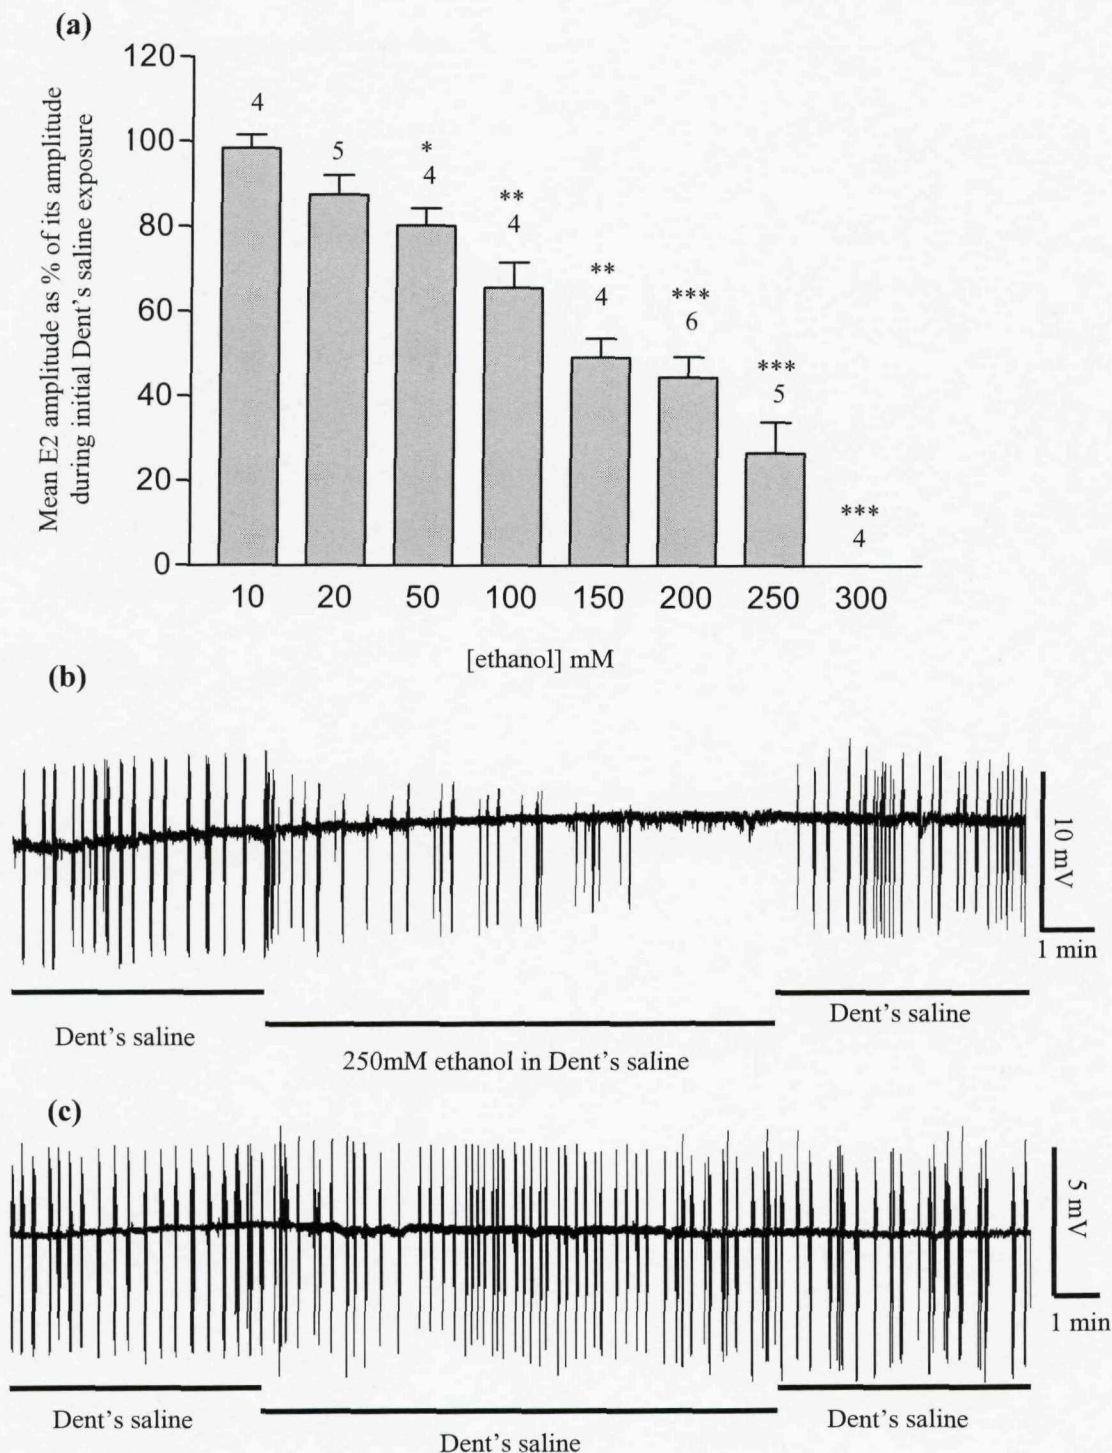 (a)
120
100
80
60
40
20
0
Mean E2 amplitude as % of its amplitude
during initial Dent's saline exposure
4
5
*
4
**
4
**
4
***
6
***
5
***
4
10 20 50 100 150 200 250 300
[ethanol] mM
(b)
10 mV
1 min
Dent's saline
250mM ethanol in Dent's saline
Dent's saline
(c)
5 mV
1 min
Dent's saline
Dent's saline
Dent's saline